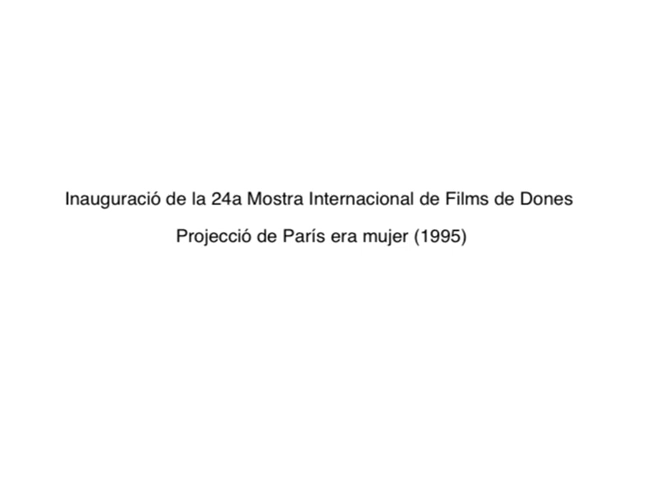 Inauguració de la 24a Mostra Internacional de Films de Dones
Projecció de París era mujer (1995)